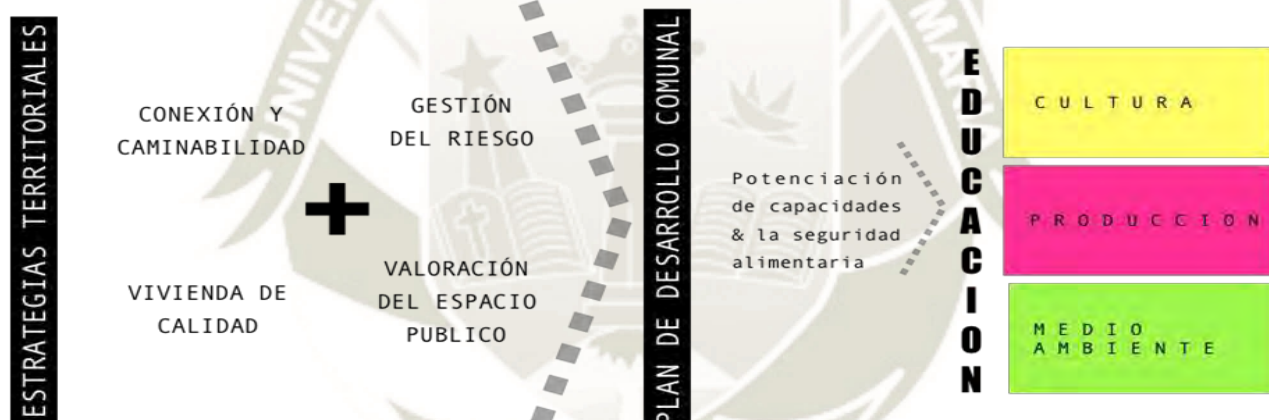 ESTRATEGIAS TERRITORIALES
CONEXIÓN Y
CAMINABILIDAD
GESTIÓN
DEL RIESGO
+
VIVIENDA DE
CALIDAD
VALORACIÓN
DEL ESPACIO
PUBLICO
PLAN DE DESARROLLO COMUNAL
Potenciación
de capacidades
& la seguridad
alimentaria
EDUCACION
CULTURA
PRODUCCION
MEDIO
AMBIENTE